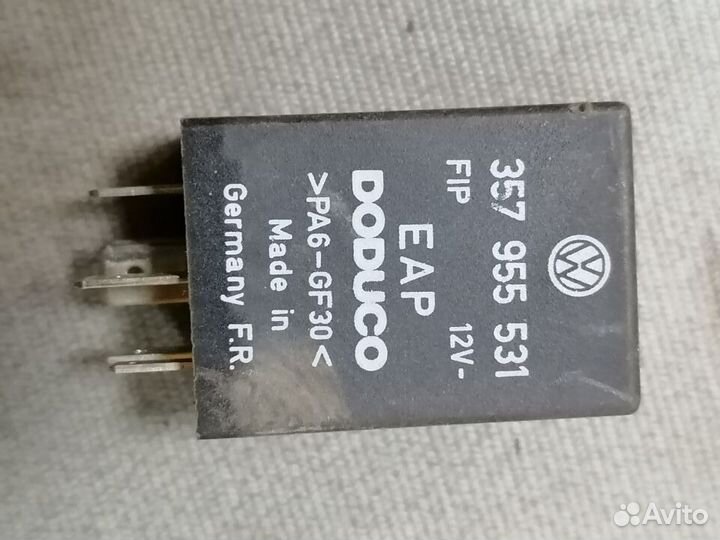 357 955 531
FIP 12V-
EAP
DODUCO
>PA6-GF30<
Made in
Germany F.R.
Avito